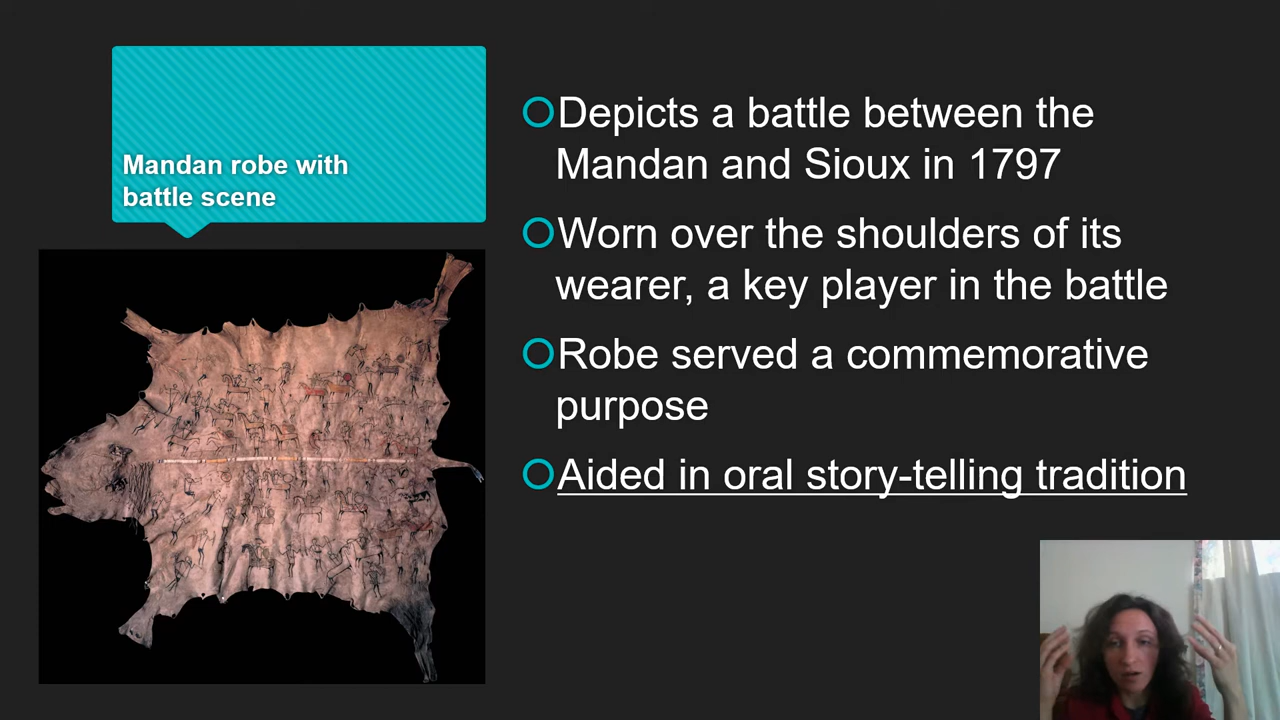 Mandan robe with
battle scene
Depicts a battle between the
Mandan and Sioux in 1797
Worn over the shoulders of its
wearer, a key player in the battle
Robe served a commemorative
purpose
Aided in oral story-telling tradition